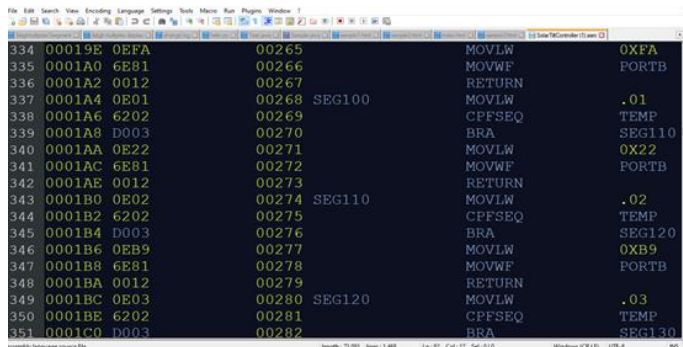 File Edit Search View Encoding Language Settings Tools Macro Run Plugins Window ?
SolarTiltController (1).asm
334 00019E 0EFA 00265 MOVLW 0XFA
335 0001A0 6E81 00266 MOVWF PORTB
336 0001A2 0012 00267 RETURN
337 0001A4 0E01 00268 SEG100 MOVLW .01
338 0001A6 6202 00269 CPFSEQ TEMP
339 0001A8 D003 00270 BRA SEG110
340 0001AA 0E22 00271 MOVLW 0X22
341 0001AC 6E81 00272 MOVWF PORTB
342 0001AE 0012 00273 RETURN
343 0001B0 0E02 00274 SEG110 MOVLW .02
344 0001B2 6202 00275 CPFSEQ TEMP
345 0001B4 D003 00276 BRA SEG120
346 0001B6 0EB9 00277 MOVLW 0XB9
347 0001B8 6E81 00278 MOVWF PORTB
348 0001BA 0012 00279 RETURN
349 0001BC 0E03 00280 SEG120 MOVLW .03
350 0001BE 6202 00281 CPFSEQ TEMP
351 0001C0 D003 00282 BRA SEG130